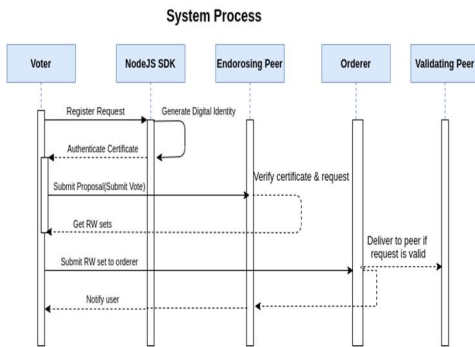 System Process
Voter
NodeJS SDK
Endorosing Peer
Orderer
Validating Peer
Register Request
Generate Digital Identity
Authenticate Certificate
Verify certificate & request
Submit Proposal(Submit Vote)
Get RW sets
Deliver to peer if
request is valid
Submit RW set to orderer
Notify user